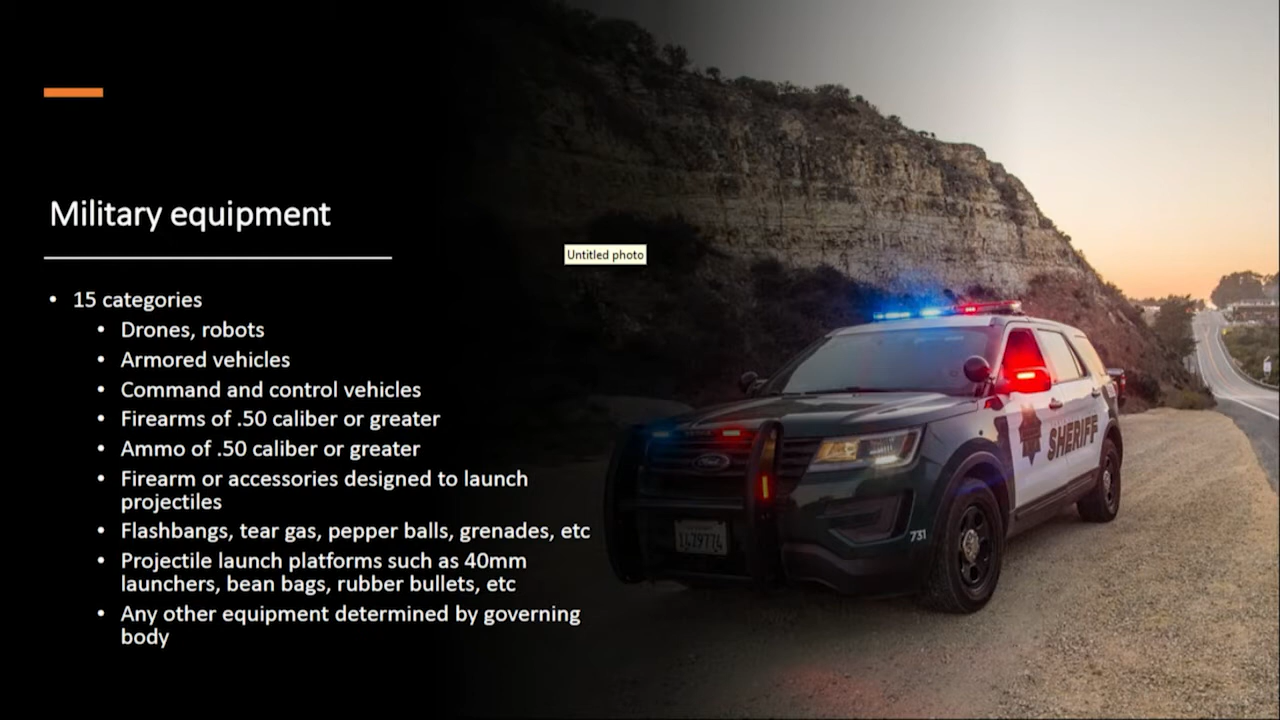 Military equipment
Untitled photo
• 15 categories
• Drones, robots
• Armored vehicles
• Command and control vehicles
• Firearms of .50 caliber or greater
• Ammo of .50 caliber or greater
• Firearm or accessories designed to launch
projectiles
• Flashbangs, tear gas, pepper balls, grenades, etc
• Projectile launch platforms such as 40mm
launchers, bean bags, rubber bullets, etc
• Any other equipment determined by governing
body
SHERIFF
Ford
731
1479774